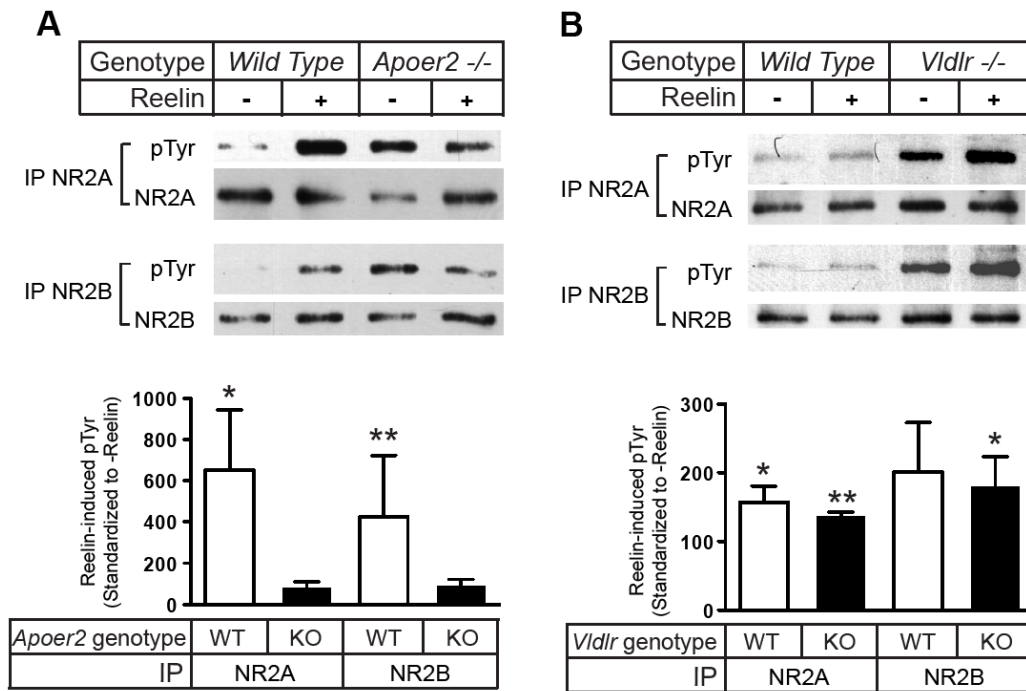 A
Genotype Wild Type Apoer2 -/-
Reelin - + - +
IP NR2A
pTyr
NR2A
IP NR2B
pTyr
NR2B
Reelin-induced pTyr
(Standardized to -Reelin)
1000
800
600
400
200
0
*
**
Apoer2 genotype WT KO WT KO
IP NR2A NR2B
B
Genotype Wild Type Vldlr -/-
Reelin - + - +
IP NR2A
pTyr
NR2A
IP NR2B
pTyr
NR2B
Reelin-induced pTyr
(Standardized to -Reelin)
300
200
100
0
*
**
*
Vldlr genotype WT KO WT KO
IP NR2A NR2B